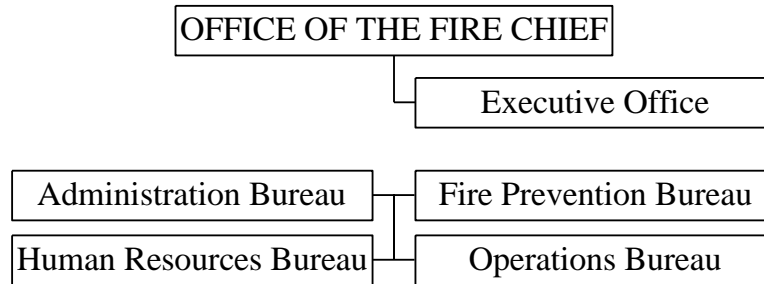 OFFICE OF THE FIRE CHIEF
Executive Office
Administration Bureau
Fire Prevention Bureau
Human Resources Bureau
Operations Bureau